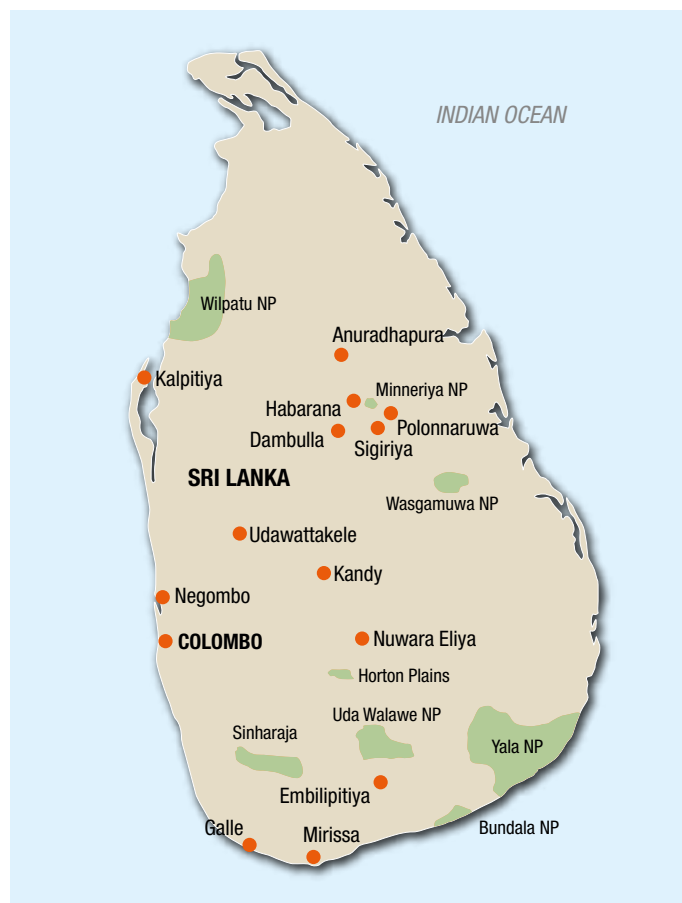 INDIAN OCEAN
Wilpatu NP
Anuradhapura
Kalpitiya
Minneriya NP
Habarana
Polonnaruwa
Dambulla
Sigiriya
SRI LANKA
Wasgamuwa NP
Udawattakele
Kandy
Negombo
COLOMBO
Nuwara Eliya
Horton Plains
Uda Walawe NP
Sinharaja
Yala NP
Embilipitiya
Galle
Mirissa
Bundala NP